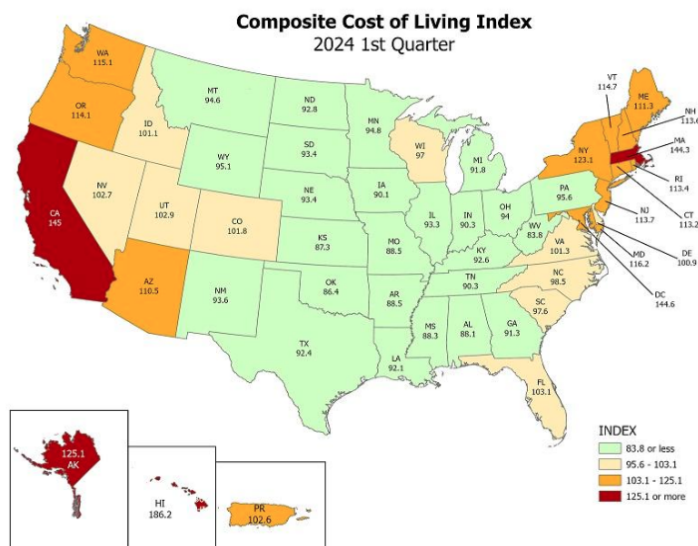 Composite Cost of Living Index
2024 1st Quarter
WA
115.1
OR
114.1
CA
145
NV
102.7
ID
101.1
MT
94.6
WY
95.1
UT
102.9
CO
101.8
AZ
110.5
NM
93.6
ND
92.8
SD
93.4
NE
93.4
KS
87.3
OK
86.4
TX
92.4
MN
94.8
IA
90.1
MO
88.5
AR
88.5
LA
92.1
WI
97
IL
93.3
MI
91.8
IN
90.3
OH
94
KY
92.6
TN
90.3
MS
88.3
AL
88.1
GA
91.3
FL
103.1
SC
97.6
NC
98.5
VA
101.3
WV
83.8
PA
95.6
NY
123.1
VT
114.7
ME
111.3
NH
113.6
MA
144.3
RI
113.4
CT
113.2
NJ
113.7
DE
100.9
MD
116.2
DC
144.6
125.1
AK
HI
186.2
PR
102.6
INDEX
83.8 or less
95.6 - 103.1
103.1 - 125.1
125.1 or more